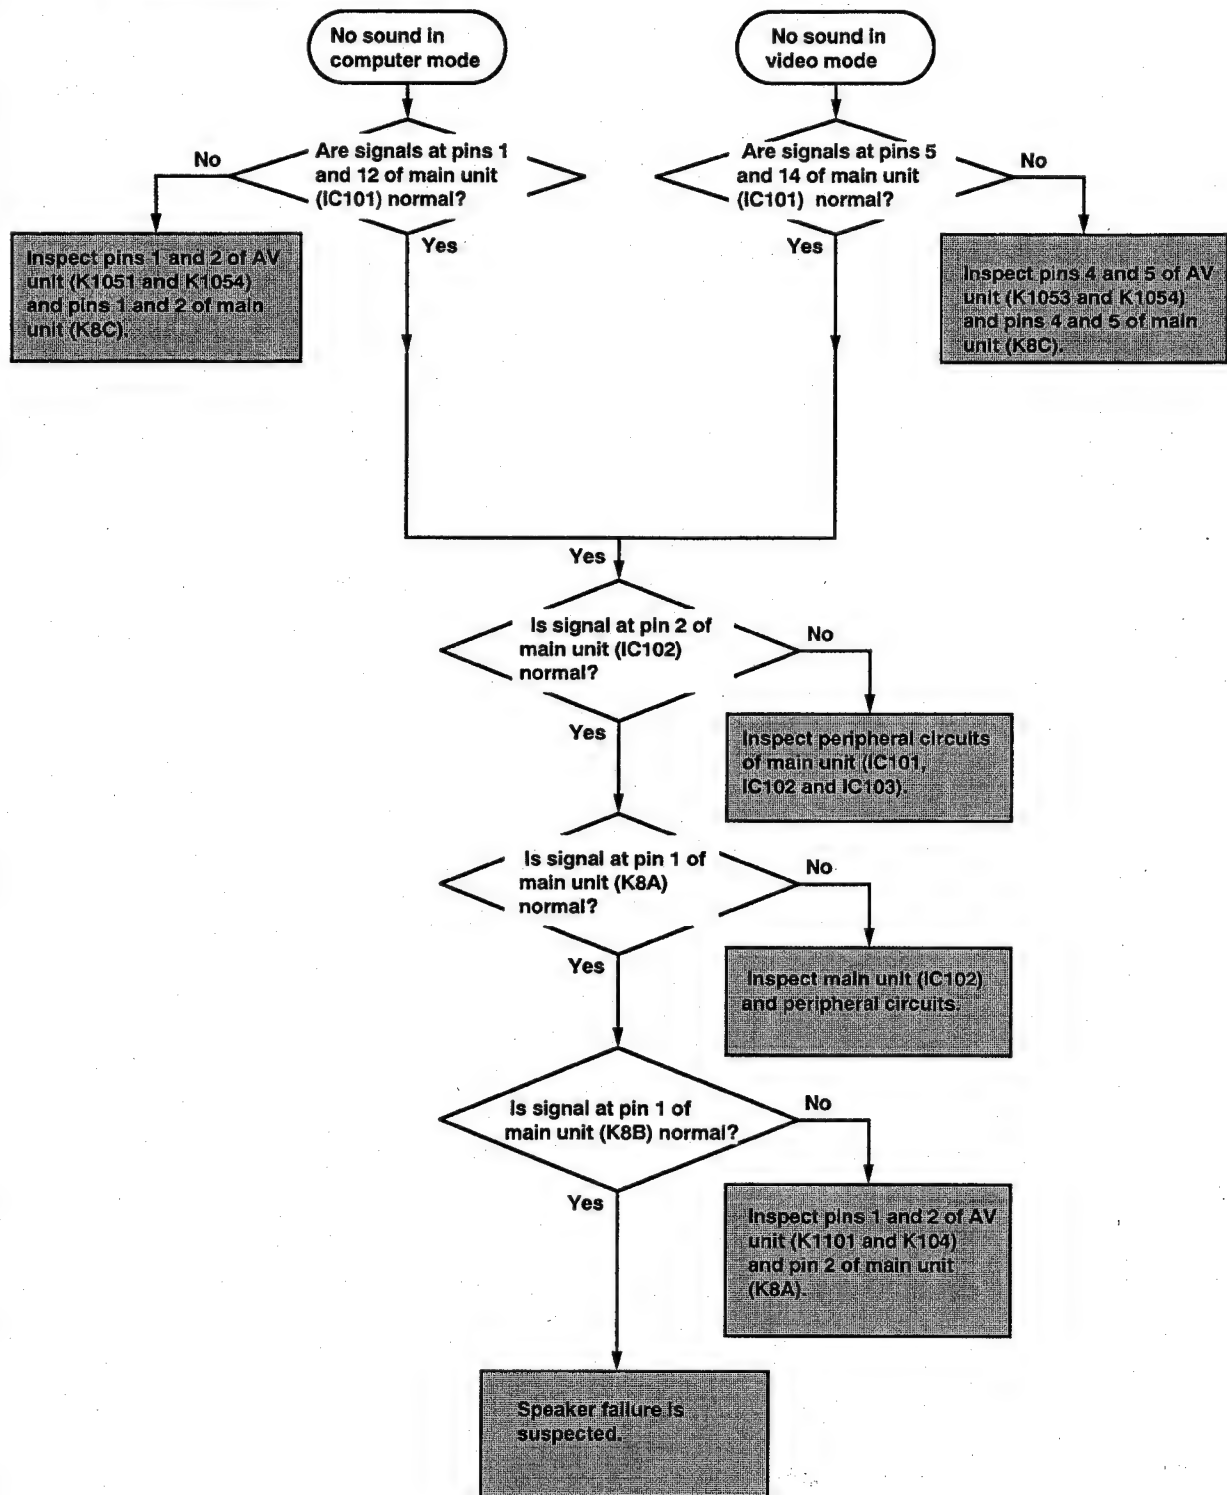 No sound in
computer mode
No sound in
video mode
Are signals at pins 1
and 12 of main unit
(IC101) normal?
No
Yes
Are signals at pins 5
and 14 of main unit
(IC101) normal?
No
Yes
Inspect pins 1 and 2 of AV
unit (K1051 and K1054)
and pins 1 and 2 of main
unit (K8C).
Inspect pins 4 and 5 of AV
unit (K1053 and K1054)
and pins 4 and 5 of main
unit (K8C).
Yes
Is signal at pin 2 of
main unit (IC102)
normal?
No
Yes
Inspect peripheral circuits
of main unit (IC101,
IC102 and IC103).
Is signal at pin 1 of
main unit (K8A)
normal?
No
Yes
Inspect main unit (IC102)
and peripheral circuits.
Is signal at pin 1 of
main unit (K8B) normal?
No
Yes
Inspect pins 1 and 2 of AV
unit (K1101 and K104)
and pin 2 of main unit
(K8A).
Speaker failure is
suspected.